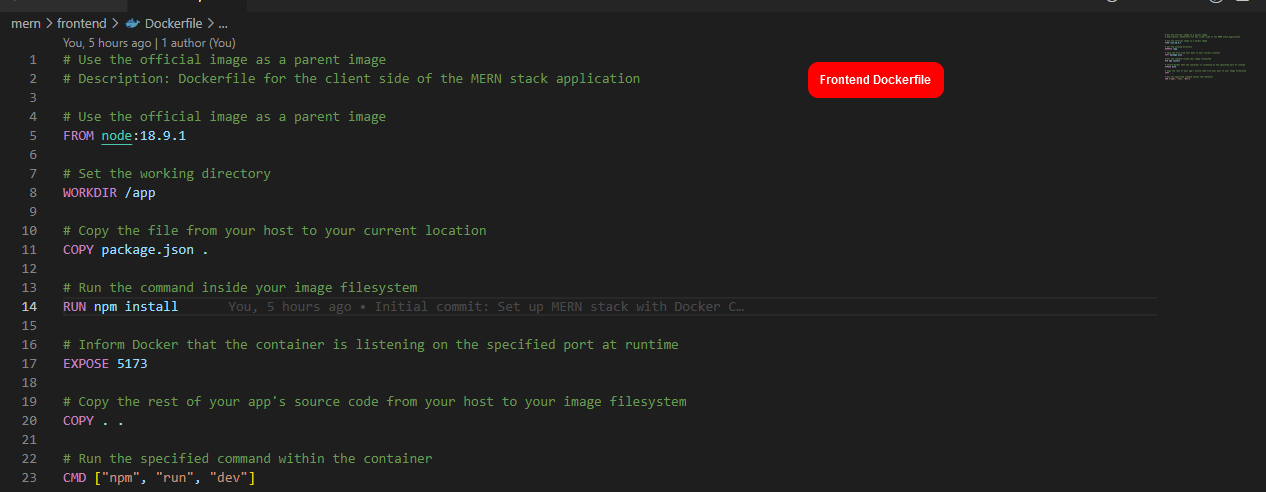 mern > frontend > Dockerfile > ...
You, 5 hours ago | 1 author (You)
1 # Use the official image as a parent image
2 # Description: Dockerfile for the client side of the MERN stack application
Frontend Dockerfile
3
4 # Use the official image as a parent image
5 FROM node:18.9.1
6
7 # Set the working directory
8 WORKDIR /app
9
10 # Copy the file from your host to your current location
11 COPY package.json .
12
13 # Run the command inside your image filesystem
14 RUN npm install You, 5 hours ago • Initial commit: Set up MERN stack with Docker C…
15
16 # Inform Docker that the container is listening on the specified port at runtime
17 EXPOSE 5173
18
19 # Copy the rest of your app's source code from your host to your image filesystem
20 COPY . .
21
22 # Run the specified command within the container
23 CMD ["npm", "run", "dev"]